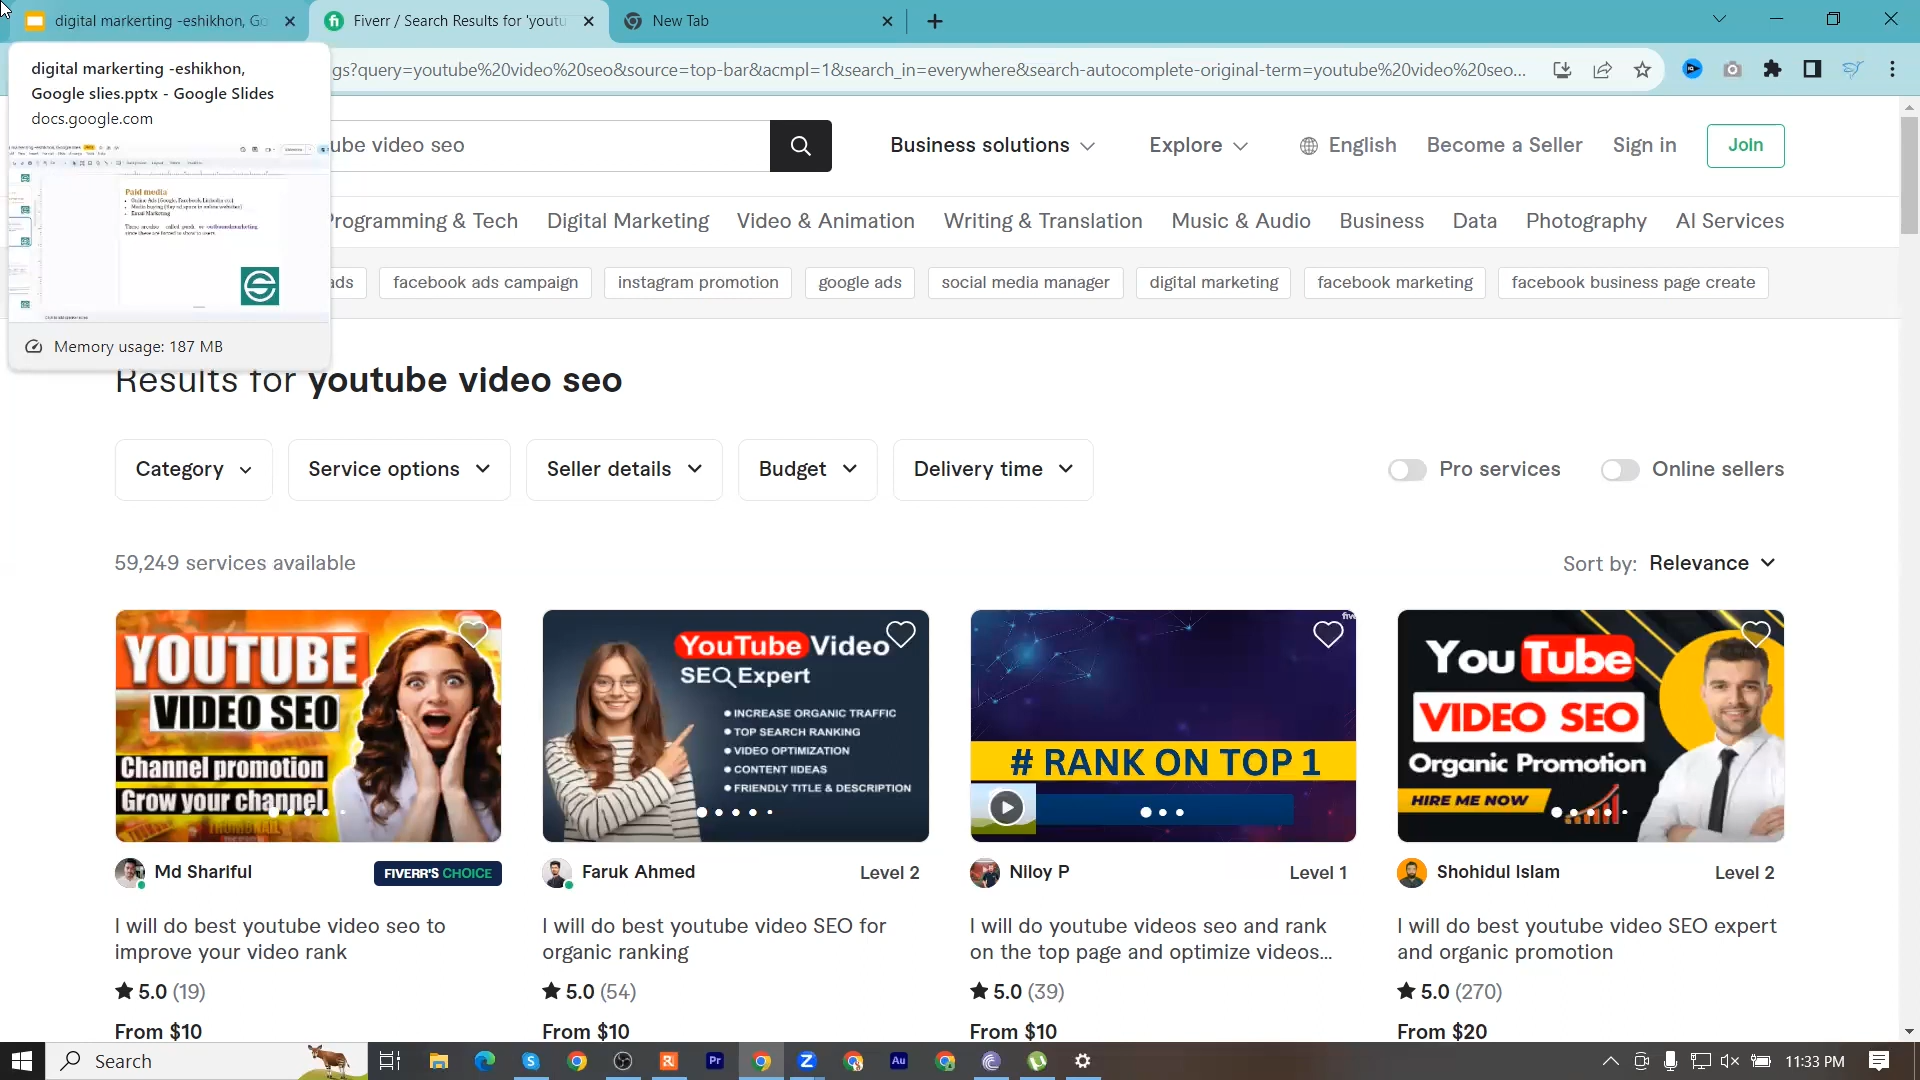 digital markerting -eshikhon, Go
Fiverr / Search Results for 'youtu
New Tab
digital markerting -eshikhon,
Google slies.pptx - Google Slides
docs.google.com
gs?query=youtube%20video%20seo&source=top-bar&acmpl=1&search_in=everywhere&search-autocomplete-original-term=youtube%20video%20seo...
Paid media
Memory usage: 187 MB
ube video seo
Business solutions
Explore
English
Become a Seller
Sign in
Join
Programming & Tech
Digital Marketing
Video & Animation
Writing & Translation
Music & Audio
Business
Data
Photography
AI Services
ads
facebook ads campaign
instagram promotion
google ads
social media manager
digital marketing
facebook marketing
facebook business page create
Results for youtube video seo
Category
Service options
Seller details
Budget
Delivery time
Pro services
Online sellers
59,249 services available
Sort by: Relevance
YOUTUBE
VIDEO SEO
Channel promotion
Grow your channel
THUMBNAIL
YouTube Video
SEO Expert
INCREASE ORGANIC TRAFFIC
TOP SEARCH RANKING
VIDEO OPTIMIZATION
CONTENT IIDEAS
FRIENDLY TITLE & DESCRIPTION
# RANK ON TOP 1
YouTube
VIDEO SEO
Organic Promotion
HIRE ME NOW
Md Shariful
FIVERR'S CHOICE
Faruk Ahmed
Level 2
Niloy P
Level 1
Shohidul Islam
Level 2
I will do best youtube video seo to
improve your video rank
I will do best youtube video SEO for
organic ranking
I will do youtube videos seo and rank
on the top page and optimize videos...
I will do best youtube video SEO expert
and organic promotion
5.0 (19)
5.0 (54)
5.0 (39)
5.0 (270)
From $10
From $10
From $10
From $20
Search
11:33 PM